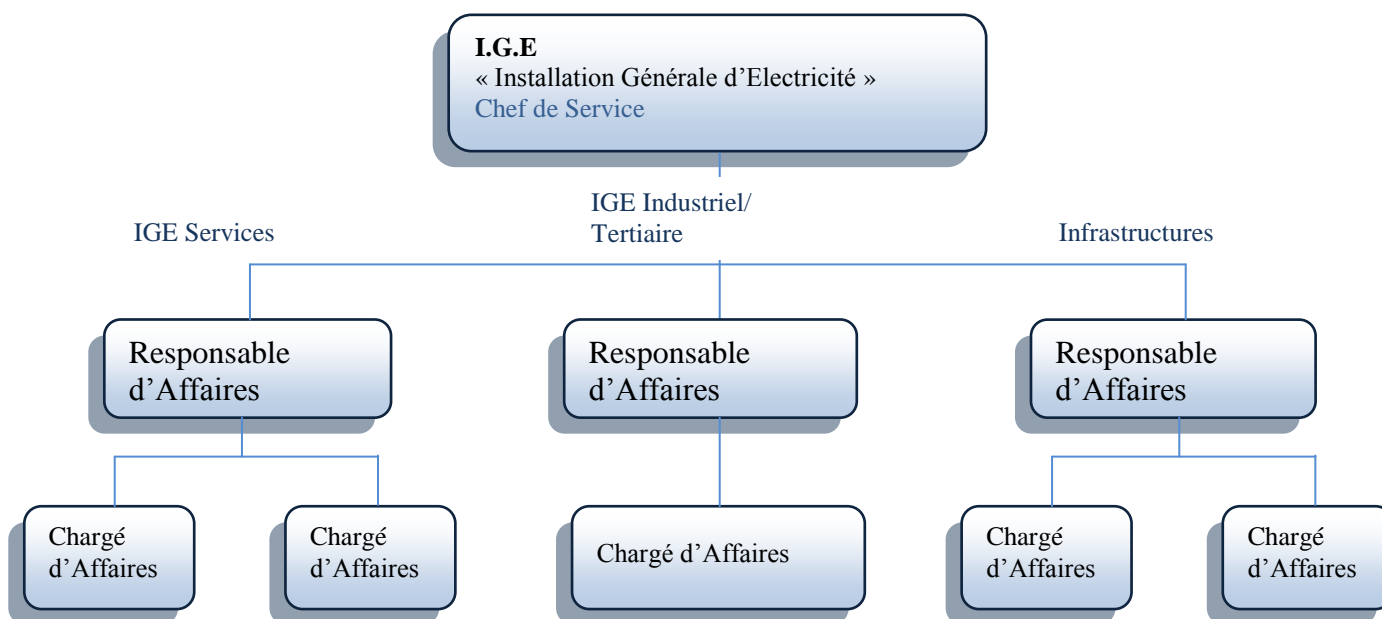 I.G.E
« Installation Générale d’Electricité »
Chef de Service
IGE Services
IGE Industriel/
Tertiaire
Infrastructures
Responsable
d’Affaires
Responsable
d’Affaires
Responsable
d’Affaires
Chargé
d’Affaires
Chargé
d’Affaires
Chargé d’Affaires
Chargé
d’Affaires
Chargé
d’Affaires